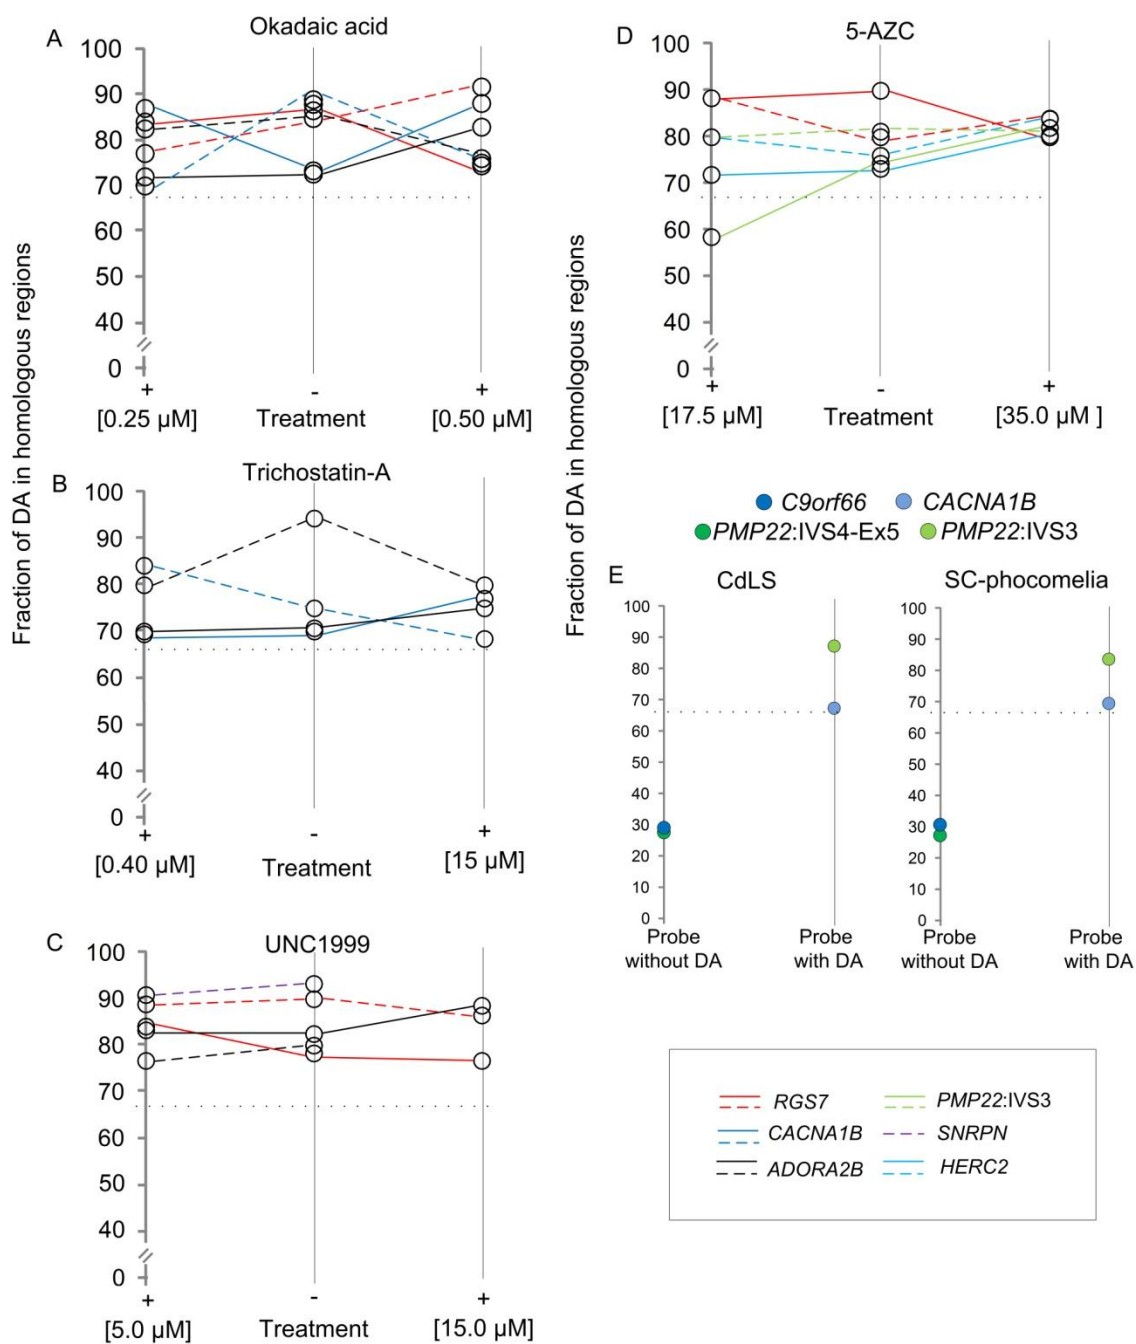 Fraction of DA in homologous regions
A
Okadaic acid
100
90
80
70
60
50
40
0
+
-
+
[0.25 µM]
Treatment
[0.50 µM]
B
Trichostatin-A
100
90
80
70
60
50
40
0
+
-
+
[0.40 µM]
Treatment
[15 µM]
C
UNC1999
100
90
80
70
60
50
40
0
+
-
+
[5.0 µM]
Treatment
[15.0 µM]
Fraction of DA in homologous regions
D
5-AZC
100
90
80
70
60
50
40
0
+
-
+
[17.5 µM]
Treatment
[35.0 µM ]
C9orf66 CACNA1B
PMP22:IVS4-Ex5 PMP22:IVS3
E
CdLS
100
90
80
70
60
50
40
30
20
10
0
Probe
without DA
Probe
with DA
SC-phocomelia
100
90
80
70
60
50
40
30
20
10
0
Probe
without DA
Probe
with DA
RGS7 PMP22:IVS3
CACNA1B SNRPN
ADORA2B HERC2